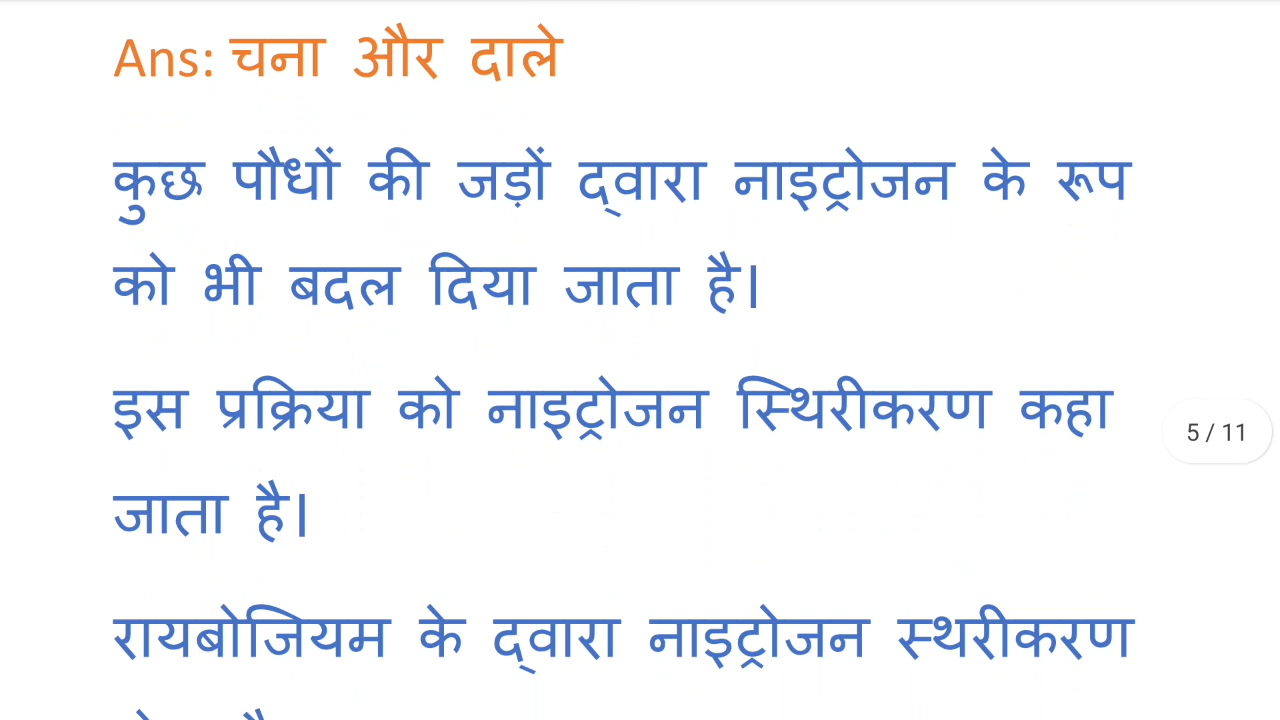 Ans: चना और दाले
कुछ पौधों की जड़ों द्वारा नाइट्रोजन के रूप
को भी बदल दिया जाता है।
इस प्रक्रिया को नाइट्रोजन स्थिरीकरण कहा
5 / 11
जाता है।
रायबोजियम के द्वारा नाइट्रोजन स्थरीकरण